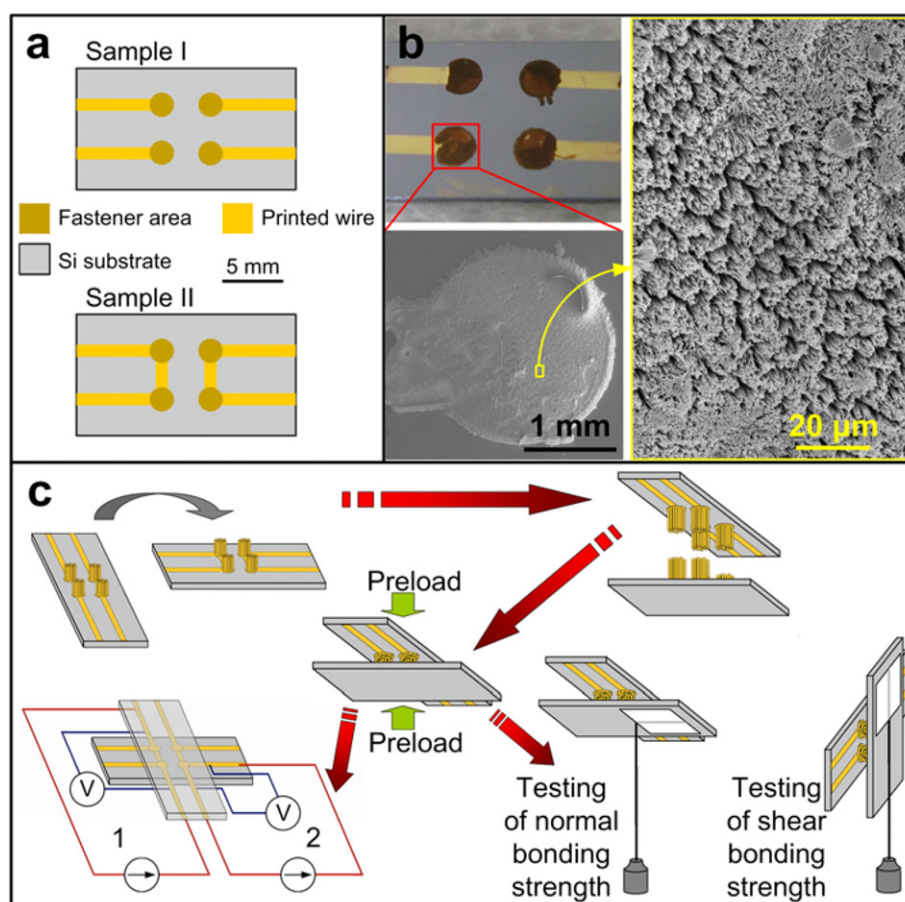 a
Sample I
Fastener area
Printed wire
Si substrate
5 mm
Sample II
b
1 mm
20 µm
c
Preload
Preload
V
V
1
2
Testing
of normal
bonding
strength
Testing
of shear
bonding
strength